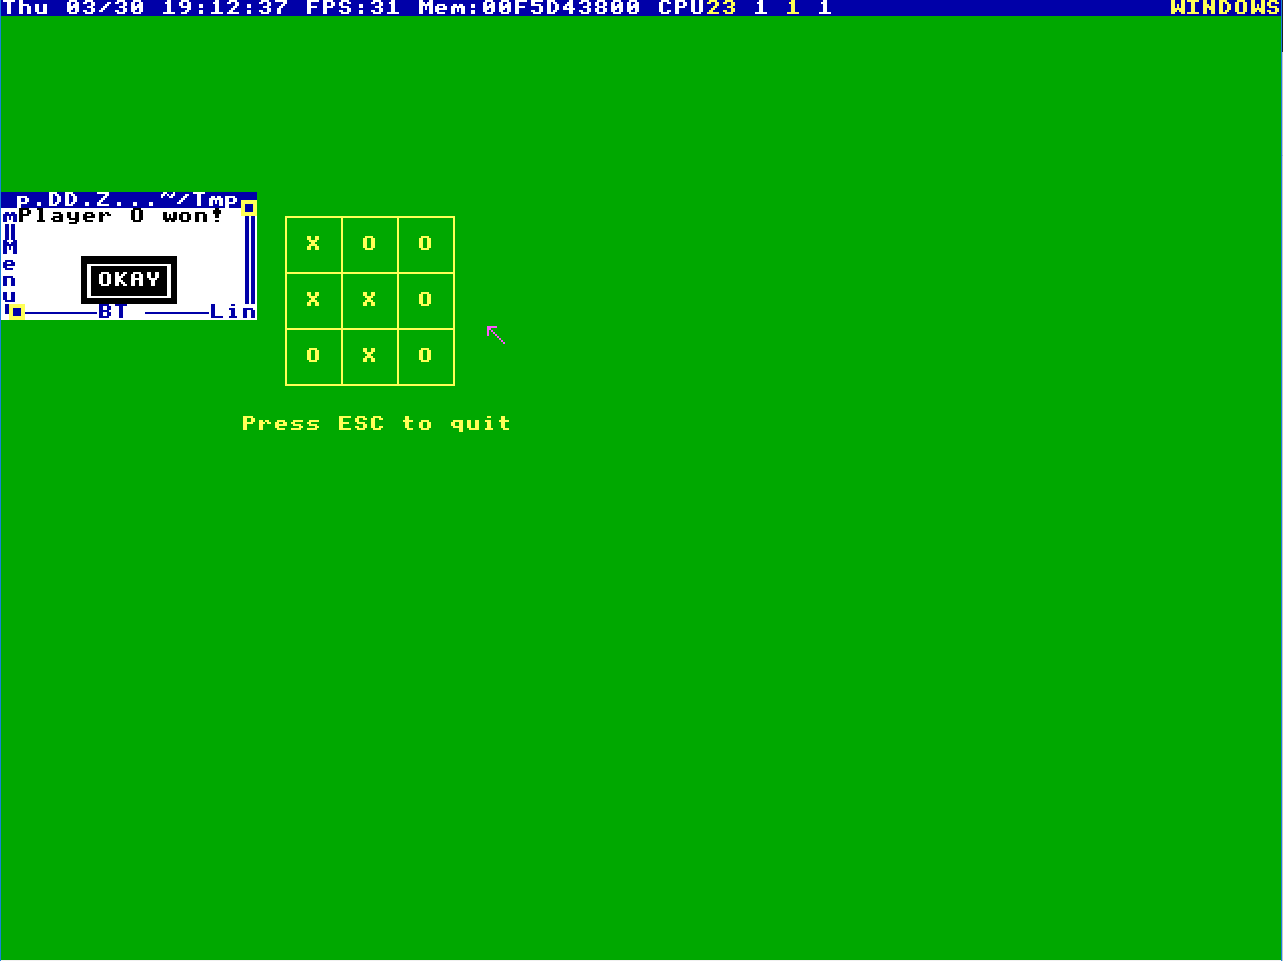 Thu 03/30 19:12:37 FPS:31 Mem:00F5D43800 CPU23 1 1 1 WINDOWS
p.DD.Z...~/Tmp
Player O won!
m
Menu
OKAY
BT Lin
X O O
X X O
O X O
Press ESC to quit